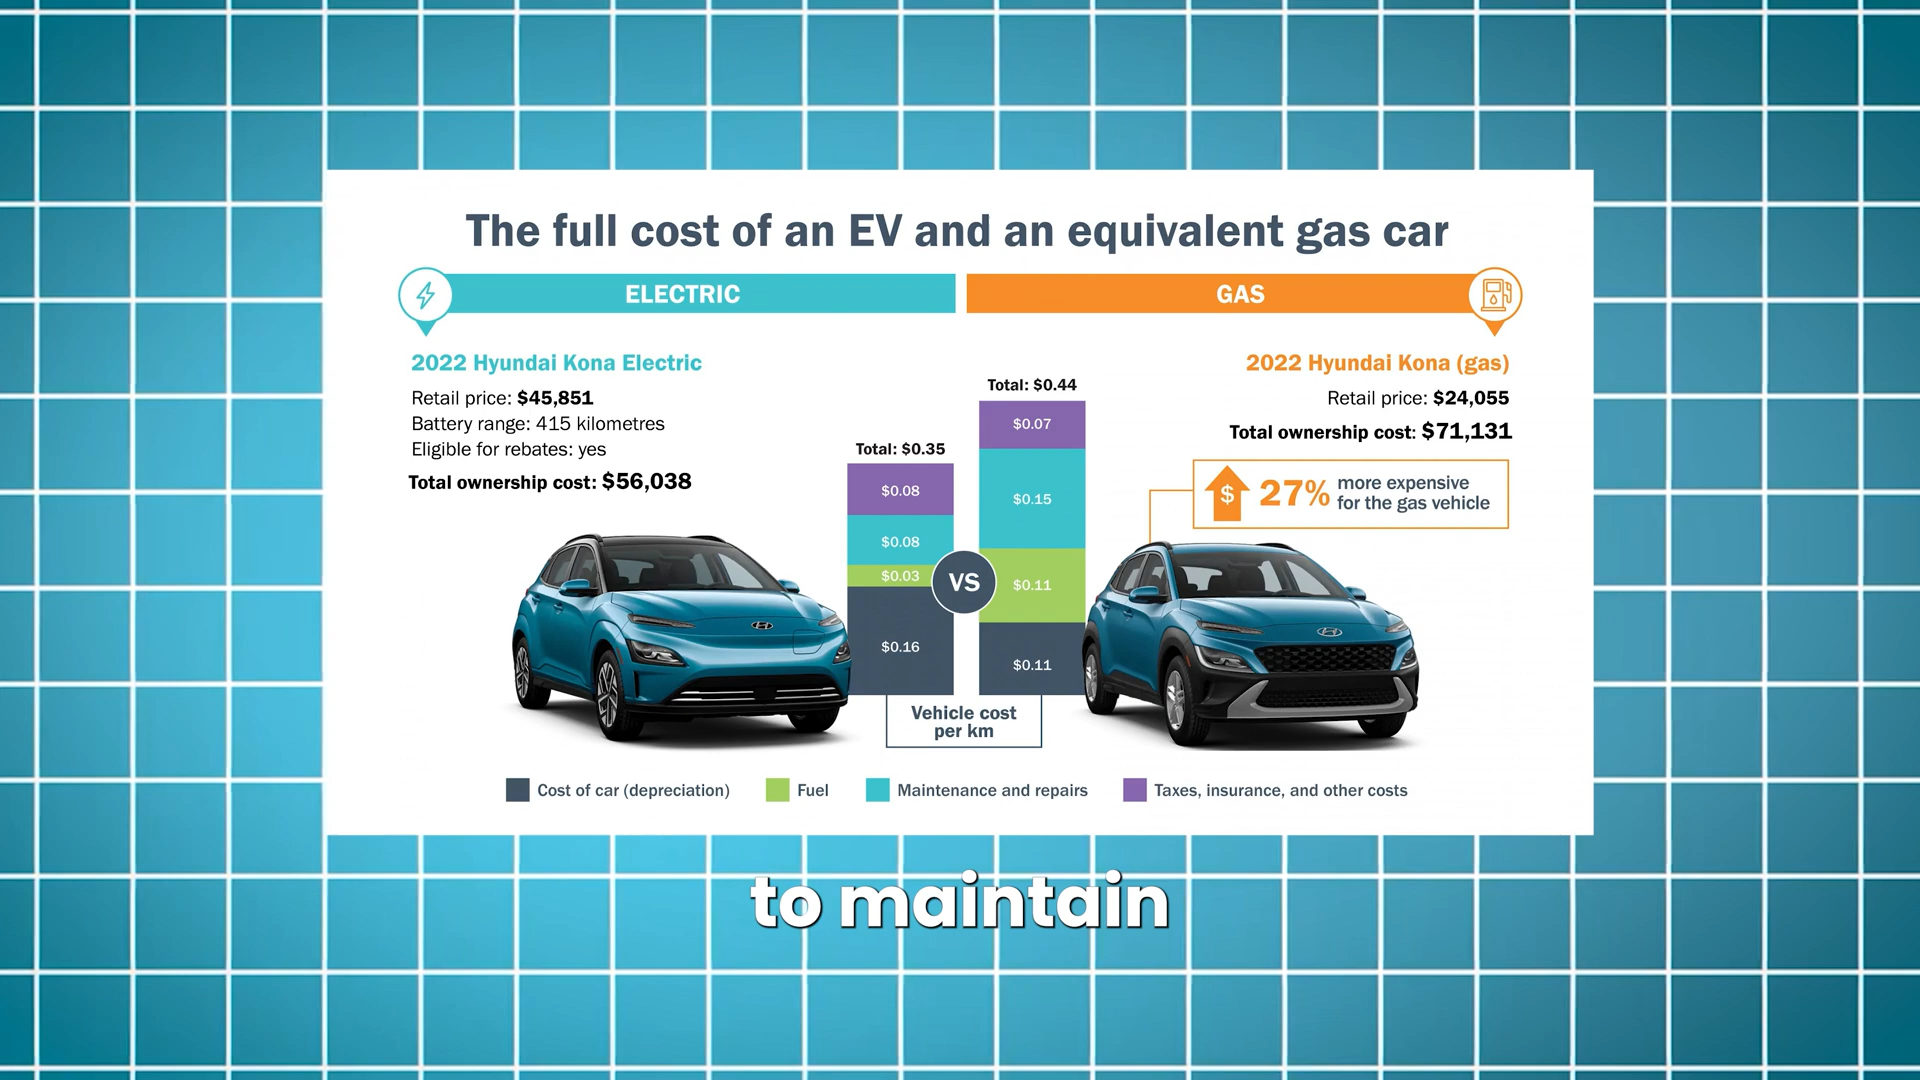 The full cost of an EV and an equivalent gas car
ELECTRIC
GAS
2022 Hyundai Kona Electric
Retail price: $45,851
Battery range: 415 kilometres
Eligible for rebates: yes
Total ownership cost: $56,038
Total: $0.35
$0.08
$0.08
$0.03
$0.16
VS
Total: $0.44
$0.07
$0.15
$0.11
$0.11
Vehicle cost
per km
2022 Hyundai Kona (gas)
Retail price: $24,055
Total ownership cost: $71,131
$
27%
more expensive
for the gas vehicle
Cost of car (depreciation)
Fuel
Maintenance and repairs
Taxes, insurance, and other costs
to maintain